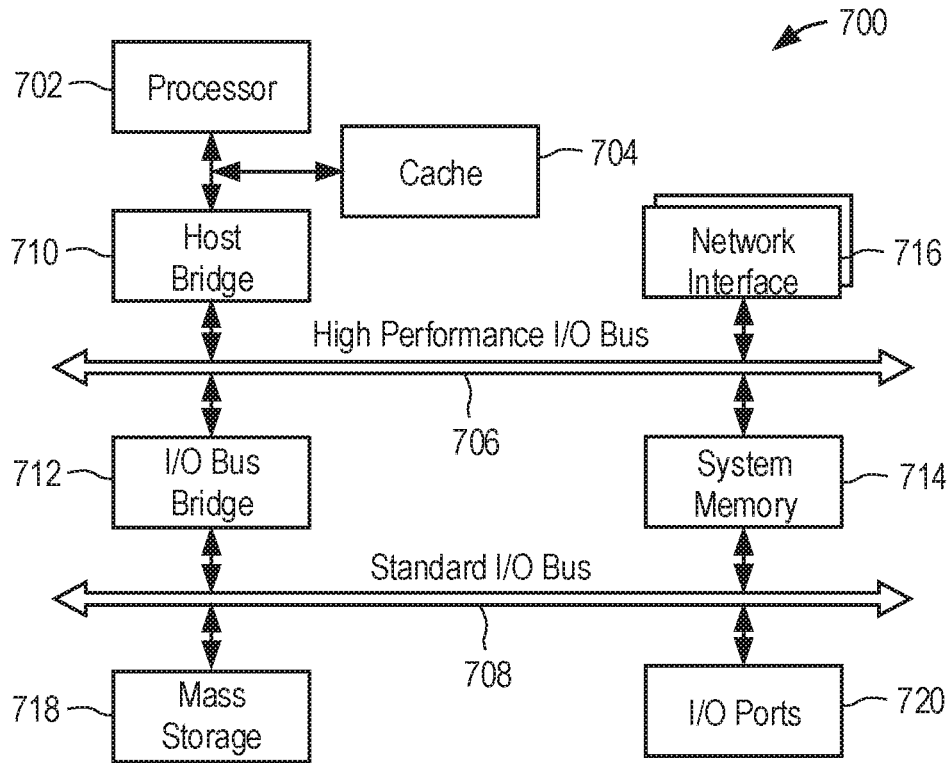 700
702
Processor
Cache
704
710
Host
Bridge
Network
Interface
716
High Performance I/O Bus
706
712
I/O Bus
Bridge
System
Memory
714
Standard I/O Bus
708
718
Mass
Storage
I/O Ports
720